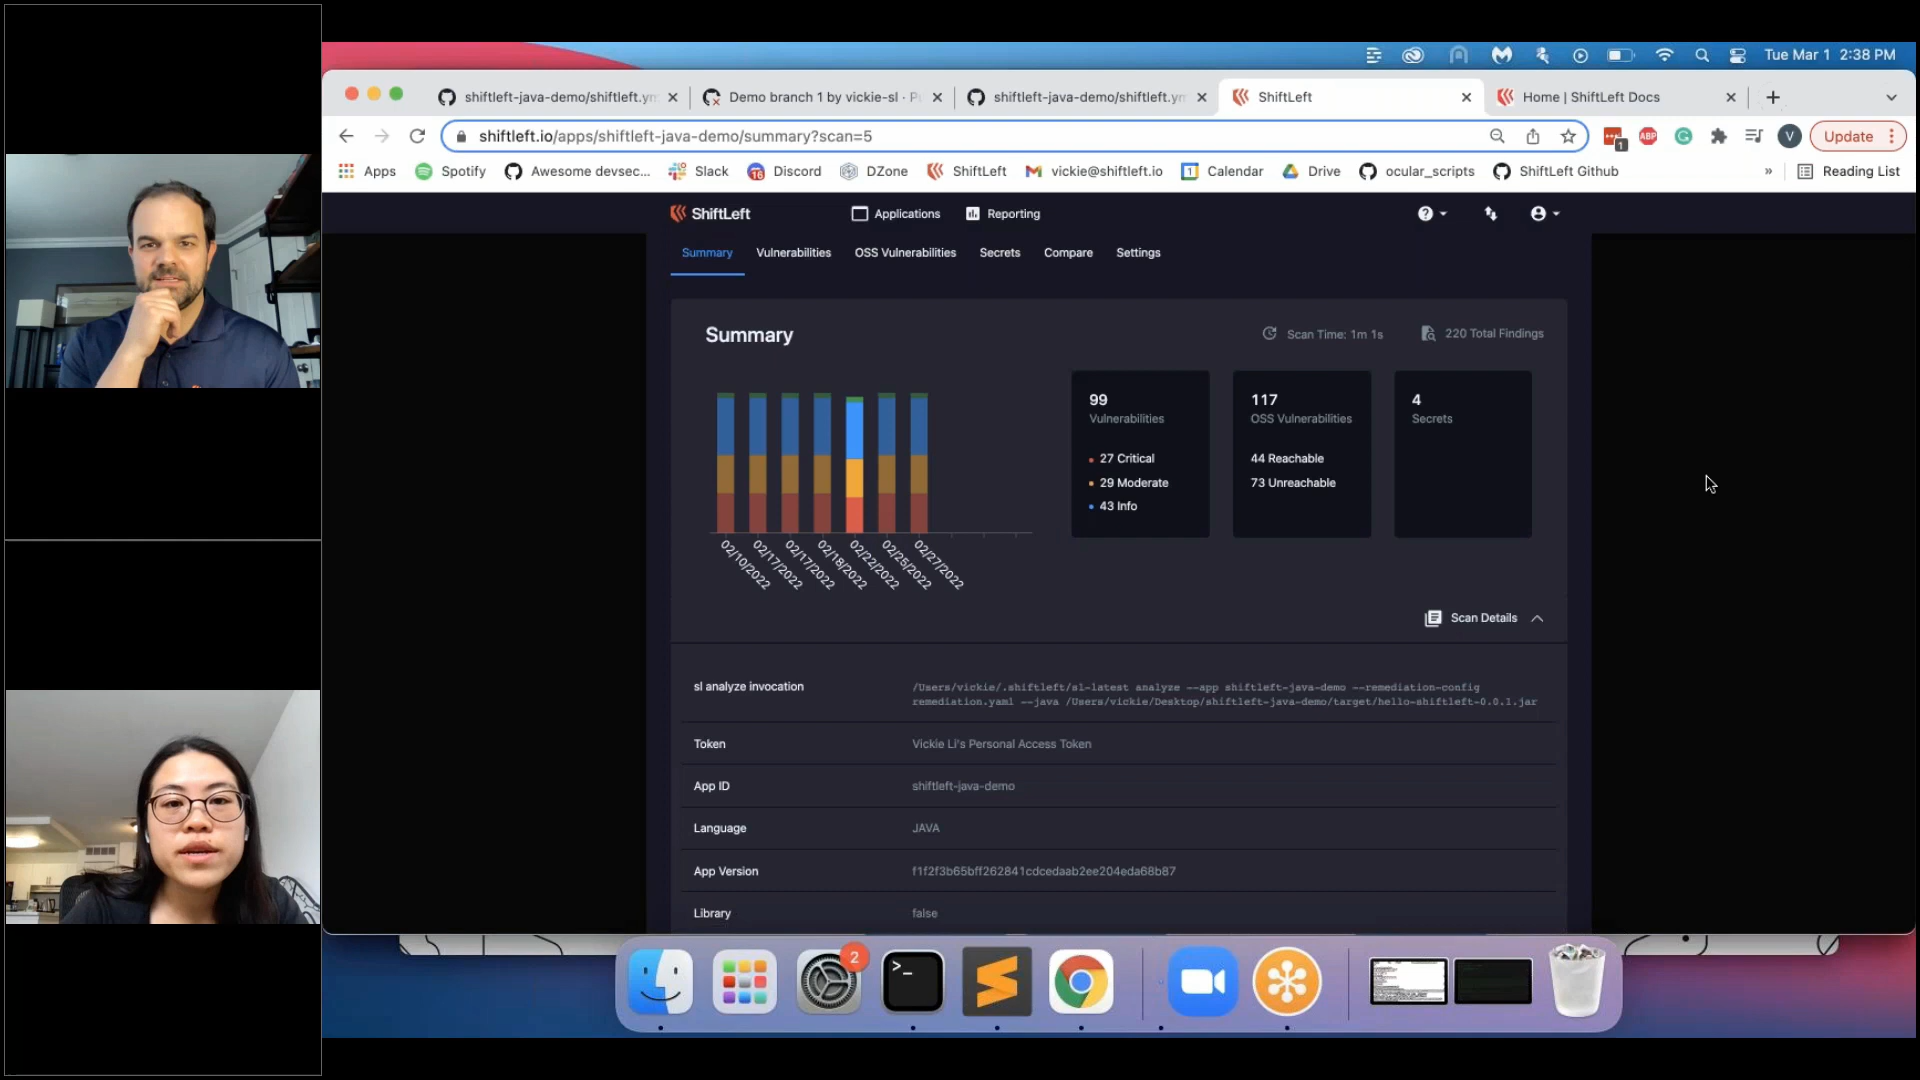 Tue Mar 1 2:38 PM
shiftleft-java-demo/shiftleft.ym
Demo branch 1 by vickie-sl · P
shiftleft-java-demo/shiftleft.ym
ShiftLeft
Home | ShiftLeft Docs
shiftleft.io/apps/shiftleft-java-demo/summary?scan=5
1
ABP
V
Update
Apps
Spotify
Awesome devsec...
Slack
16
Discord
DZone
ShiftLeft
vickie@shiftleft.io
1
Calendar
Drive
ocular_scripts
ShiftLeft Github
»
Reading List
ShiftLeft
Applications
Reporting
Summary
Vulnerabilities
OSS Vulnerabilities
Secrets
Compare
Settings
Summary
Scan Time: 1m 1s
220 Total Findings
99
Vulnerabilities
27 Critical
29 Moderate
43 Info
117
OSS Vulnerabilities
44 Reachable
73 Unreachable
4
Secrets
02/10/2022
02/17/2022
02/17/2022
02/18/2022
02/22/2022
02/25/2022
02/27/2022
Scan Details
sl analyze invocation
/Users/vickie/.shiftleft/sl-latest analyze --app shiftleft-java-demo --remediation-config
remediation.yaml --java /Users/vickie/Desktop/shiftleft-java-demo/target/hello-shiftleft-0.0.1.jar
Token
Vickie Li's Personal Access Token
App ID
shiftleft-java-demo
Language
JAVA
App Version
f1f2f3b65bff262841cdcedaab2ee204eda68b87
Library
false
2
>_